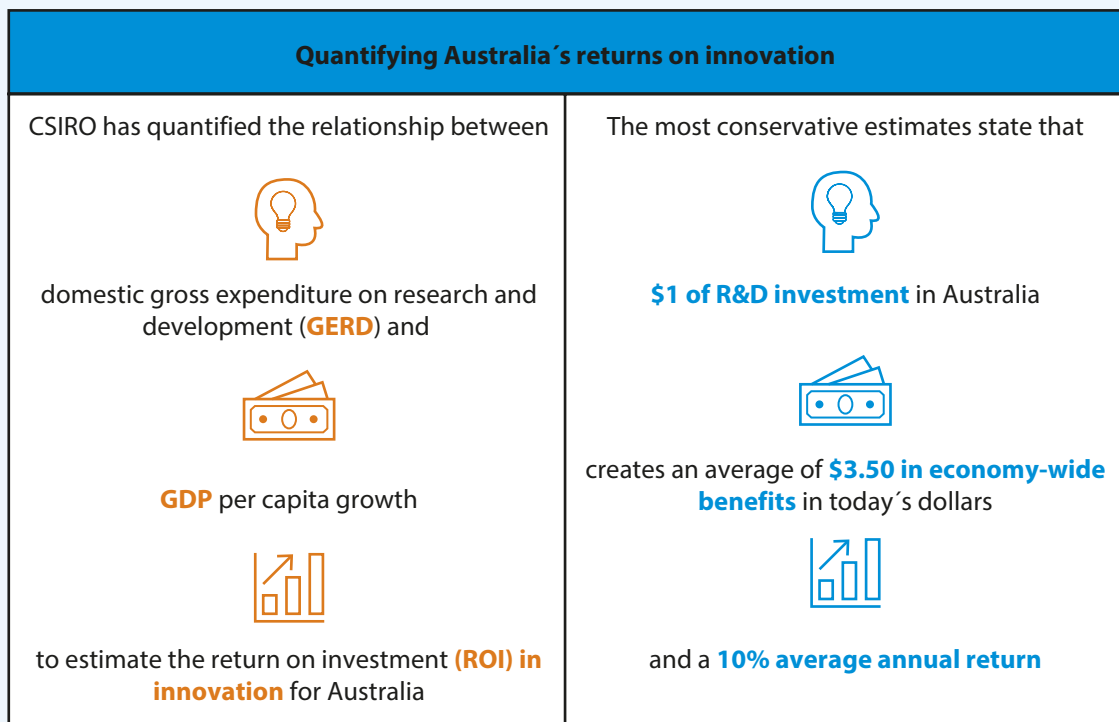 Quantifying Australia´s returns on innovation
CSIRO has quantified the relationship between
domestic gross expenditure on research and
development (GERD) and
GDP per capita growth
to estimate the return on investment (ROI) in
innovation for Australia
The most conservative estimates state that
$1 of R&D investment in Australia
creates an average of $3.50 in economy-wide
benefits in today´s dollars
and a 10% average annual return